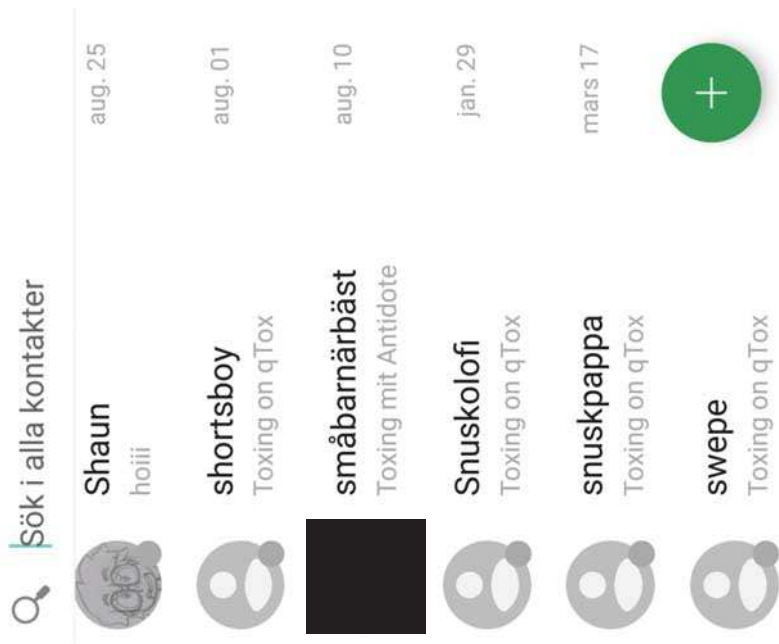 Sök i alla kontakter
Shaun
aug. 25
hoiii
shortsboy
aug. 01
Toxing on qTox
småbarnärbäst
aug. 10
Toxing mit Antidote
Snuskolofi
jan. 29
Toxing on qTox
snuskpappa
mars 17
Toxing on qTox
swepe
Toxing on qTox